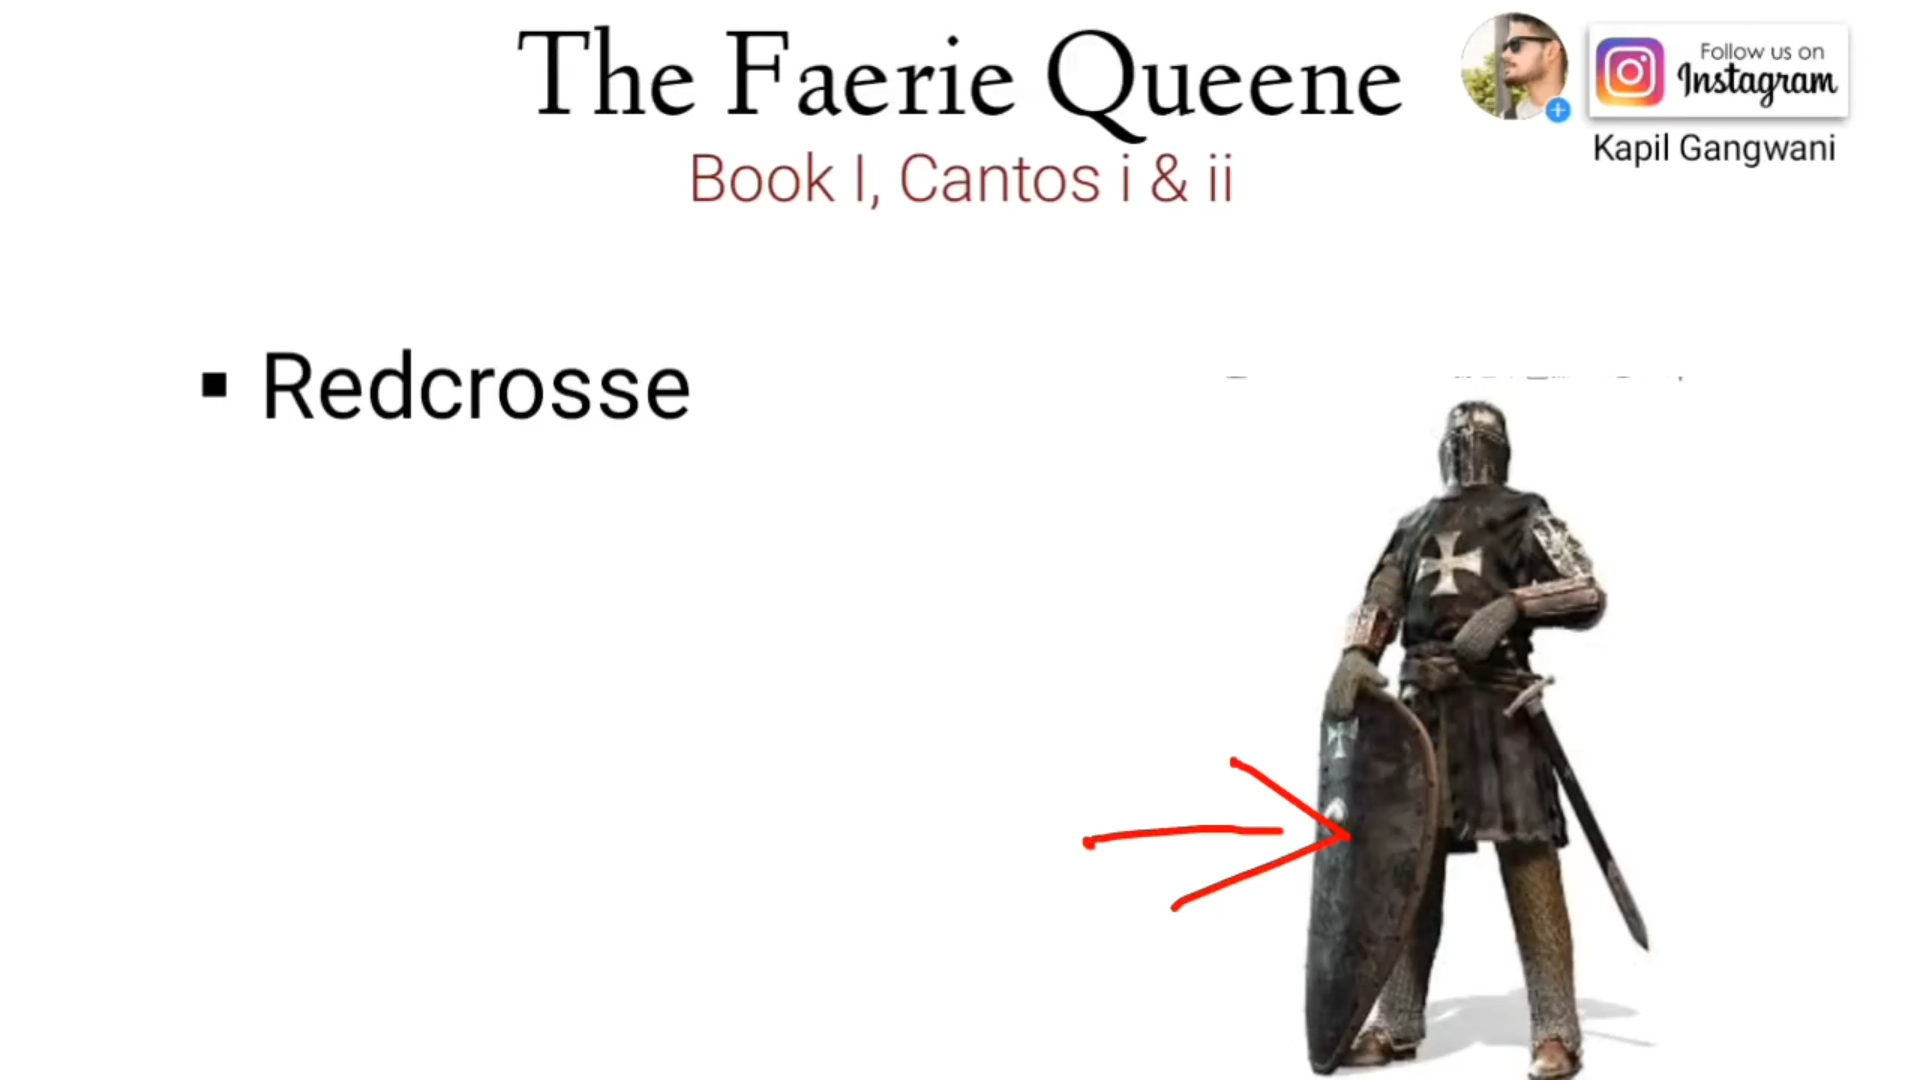 The Faerie Queene
Book I, Cantos i & ii
Follow us on
Instagram
Kapil Gangwani
▪ Redcrosse